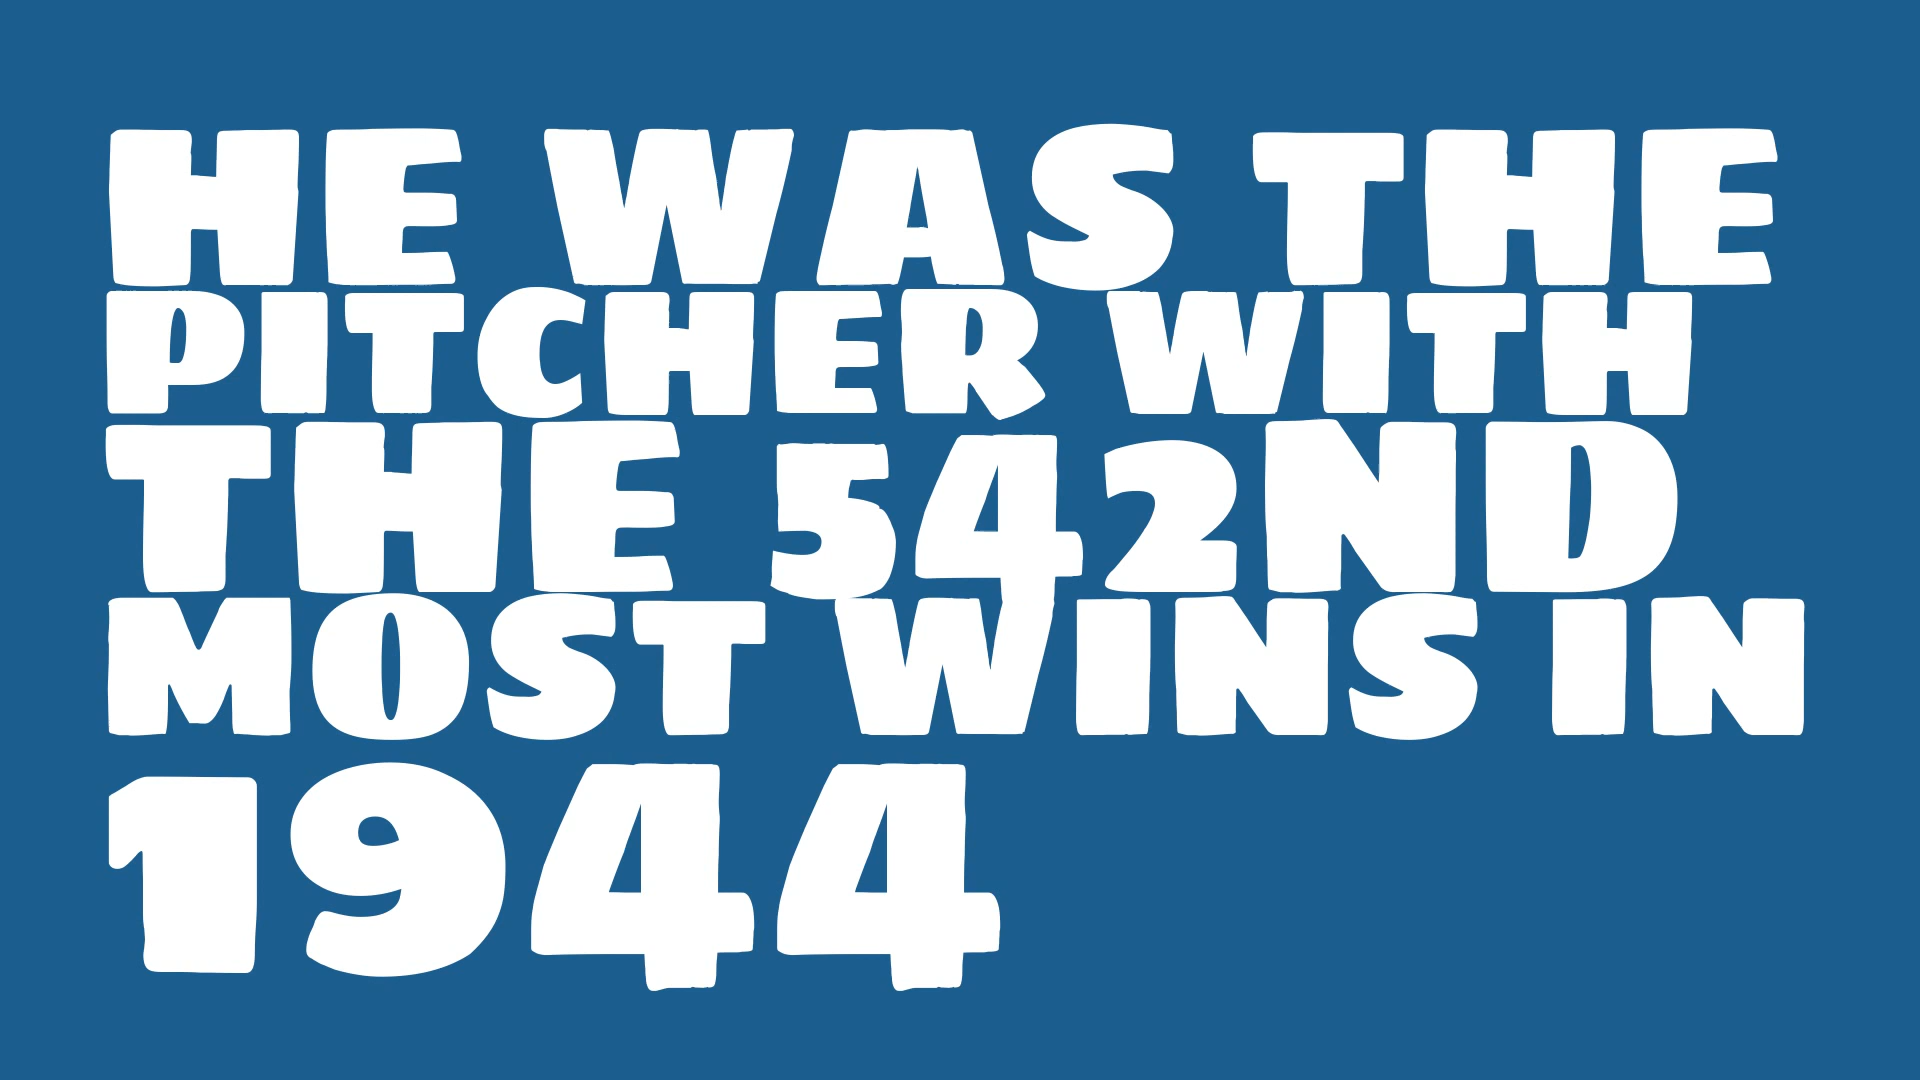 HE WAS THE
PITCHER WITH
THE 542ND
MOST WINS IN
1944